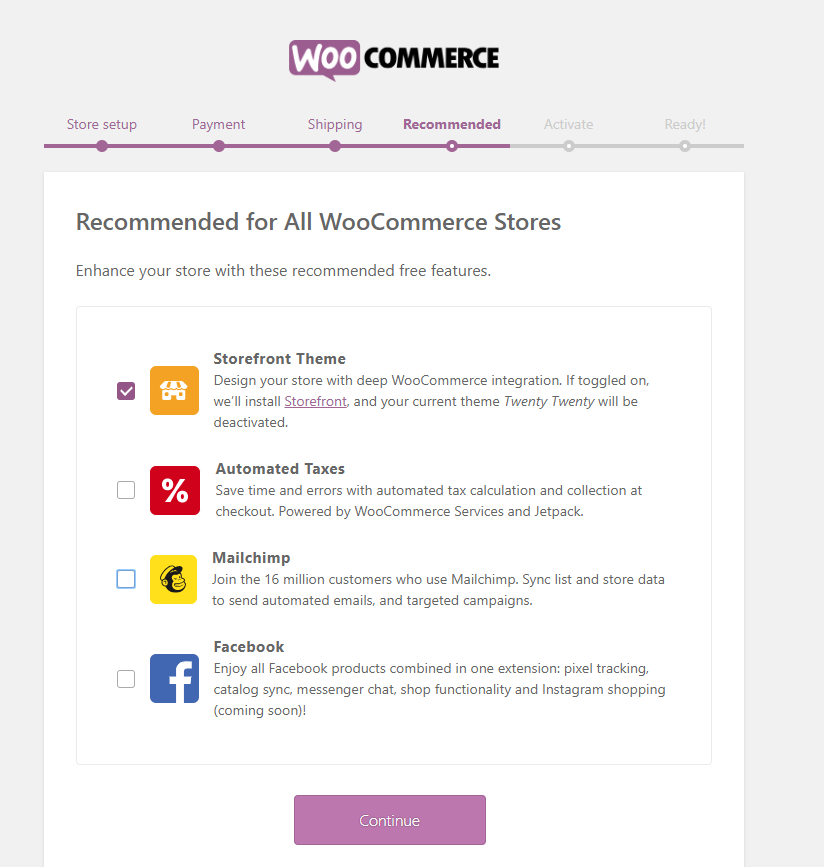 WOOCOMMERCE
Store setup Payment Shipping Recommended Activate Ready!
Recommended for All WooCommerce Stores
Enhance your store with these recommended free features.
Storefront Theme
Design your store with deep WooCommerce integration. If toggled on,
we'll install Storefront, and your current theme Twenty Twenty will be
deactivated.
%
Automated Taxes
Save time and errors with automated tax calculation and collection at
checkout. Powered by WooCommerce Services and Jetpack.
Mailchimp
Join the 16 million customers who use Mailchimp. Sync list and store data
to send automated emails, and targeted campaigns.
f
Facebook
Enjoy all Facebook products combined in one extension: pixel tracking,
catalog sync, messenger chat, shop functionality and Instagram shopping
(coming soon)!
Continue